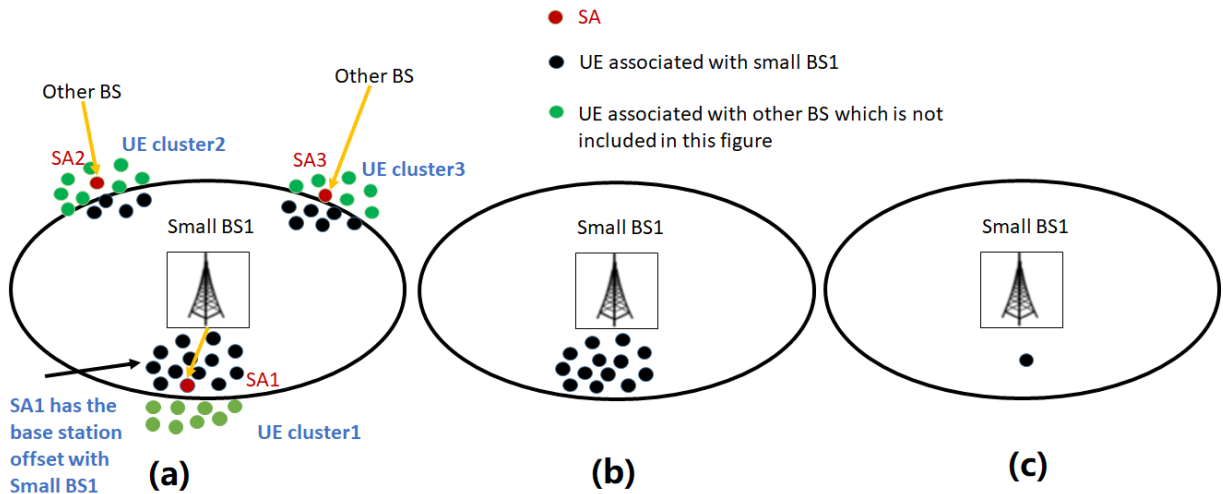 SA
UE associated with small BS1
UE associated with other BS which is not
included in this figure
Other BS
Other BS
SA2
UE cluster2
SA3
UE cluster3
Small BS1
SA1
SA1 has the
base station
offset with
Small BS1
UE cluster1
(a)
Small BS1
(b)
Small BS1
(c)